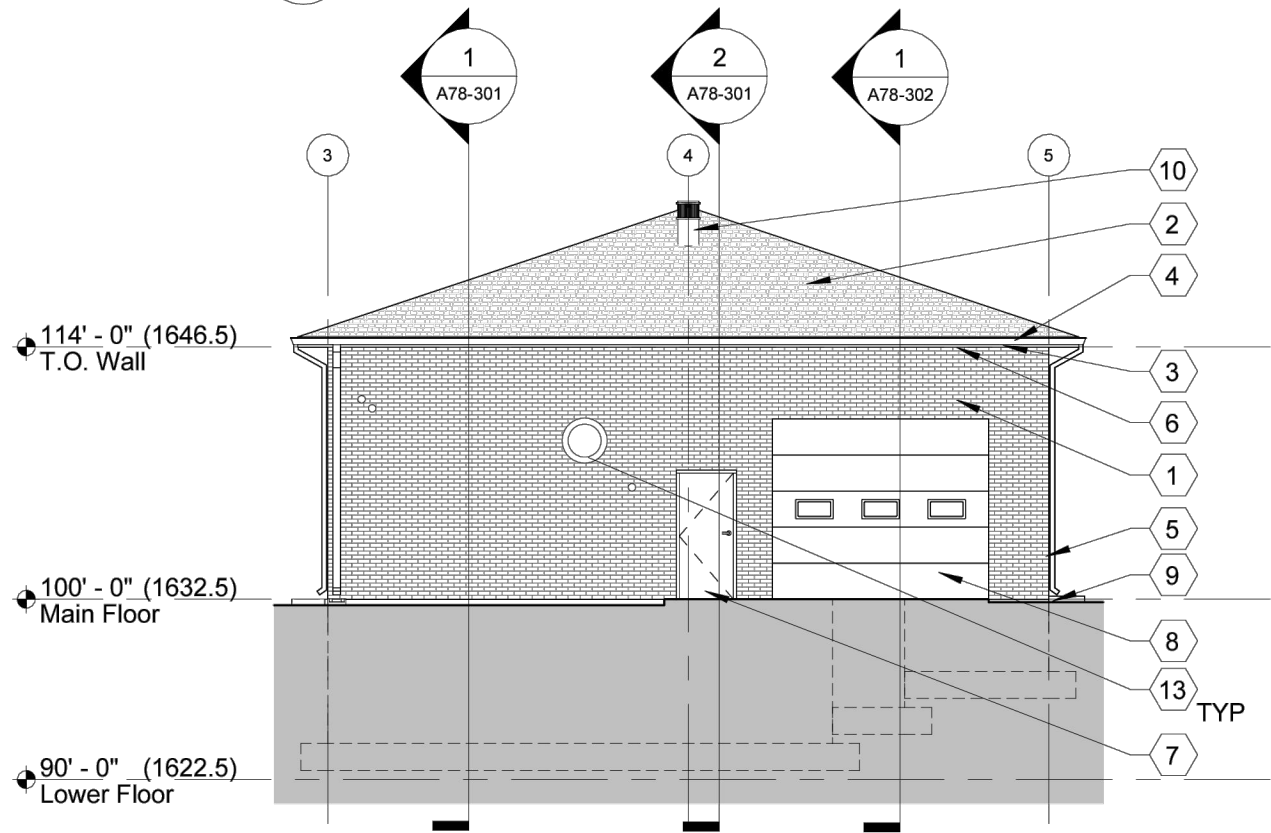 1
A78-301
2
A78-301
1
A78-302
3
4
5
10
2
4
114' - 0" (1646.5)
T.O. Wall
3
6
1
5
100' - 0" (1632.5)
Main Floor
9
8
13
TYP
7
90' - 0" (1622.5)
Lower Floor